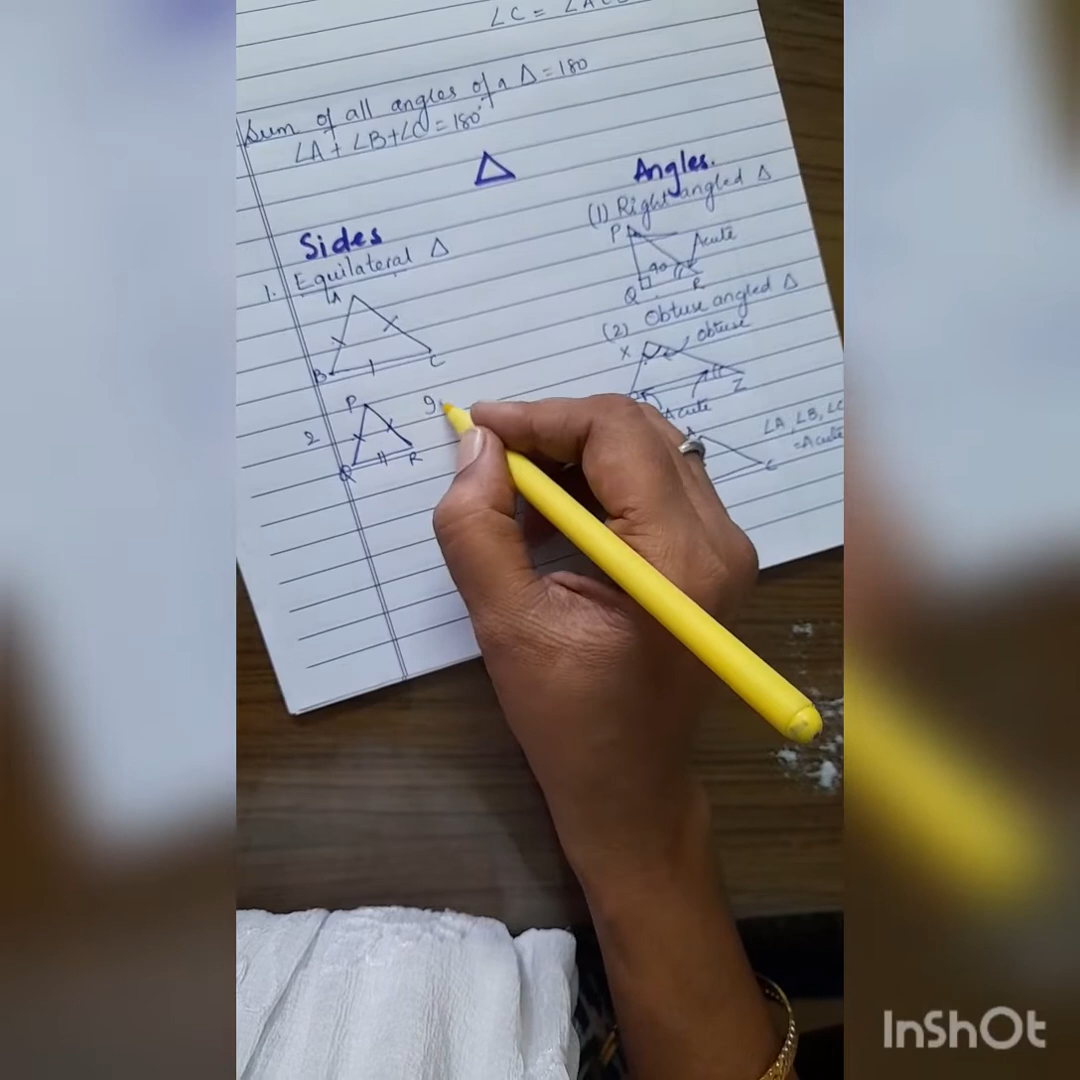 ∠C = ∠AC
Sum of all angles of a Δ = 180
∠A + ∠B + ∠C = 180°
Δ
Sides
1. Equilateral Δ
A
B
C
2
P
Q
R
Angles.
(1) Right angled Δ
P
Acute
90
Q
R
(2) Obtuse angled Δ
X
Obtuse
Z
Acute
A
C
∠A, ∠B, ∠C
=Acute
InShOt